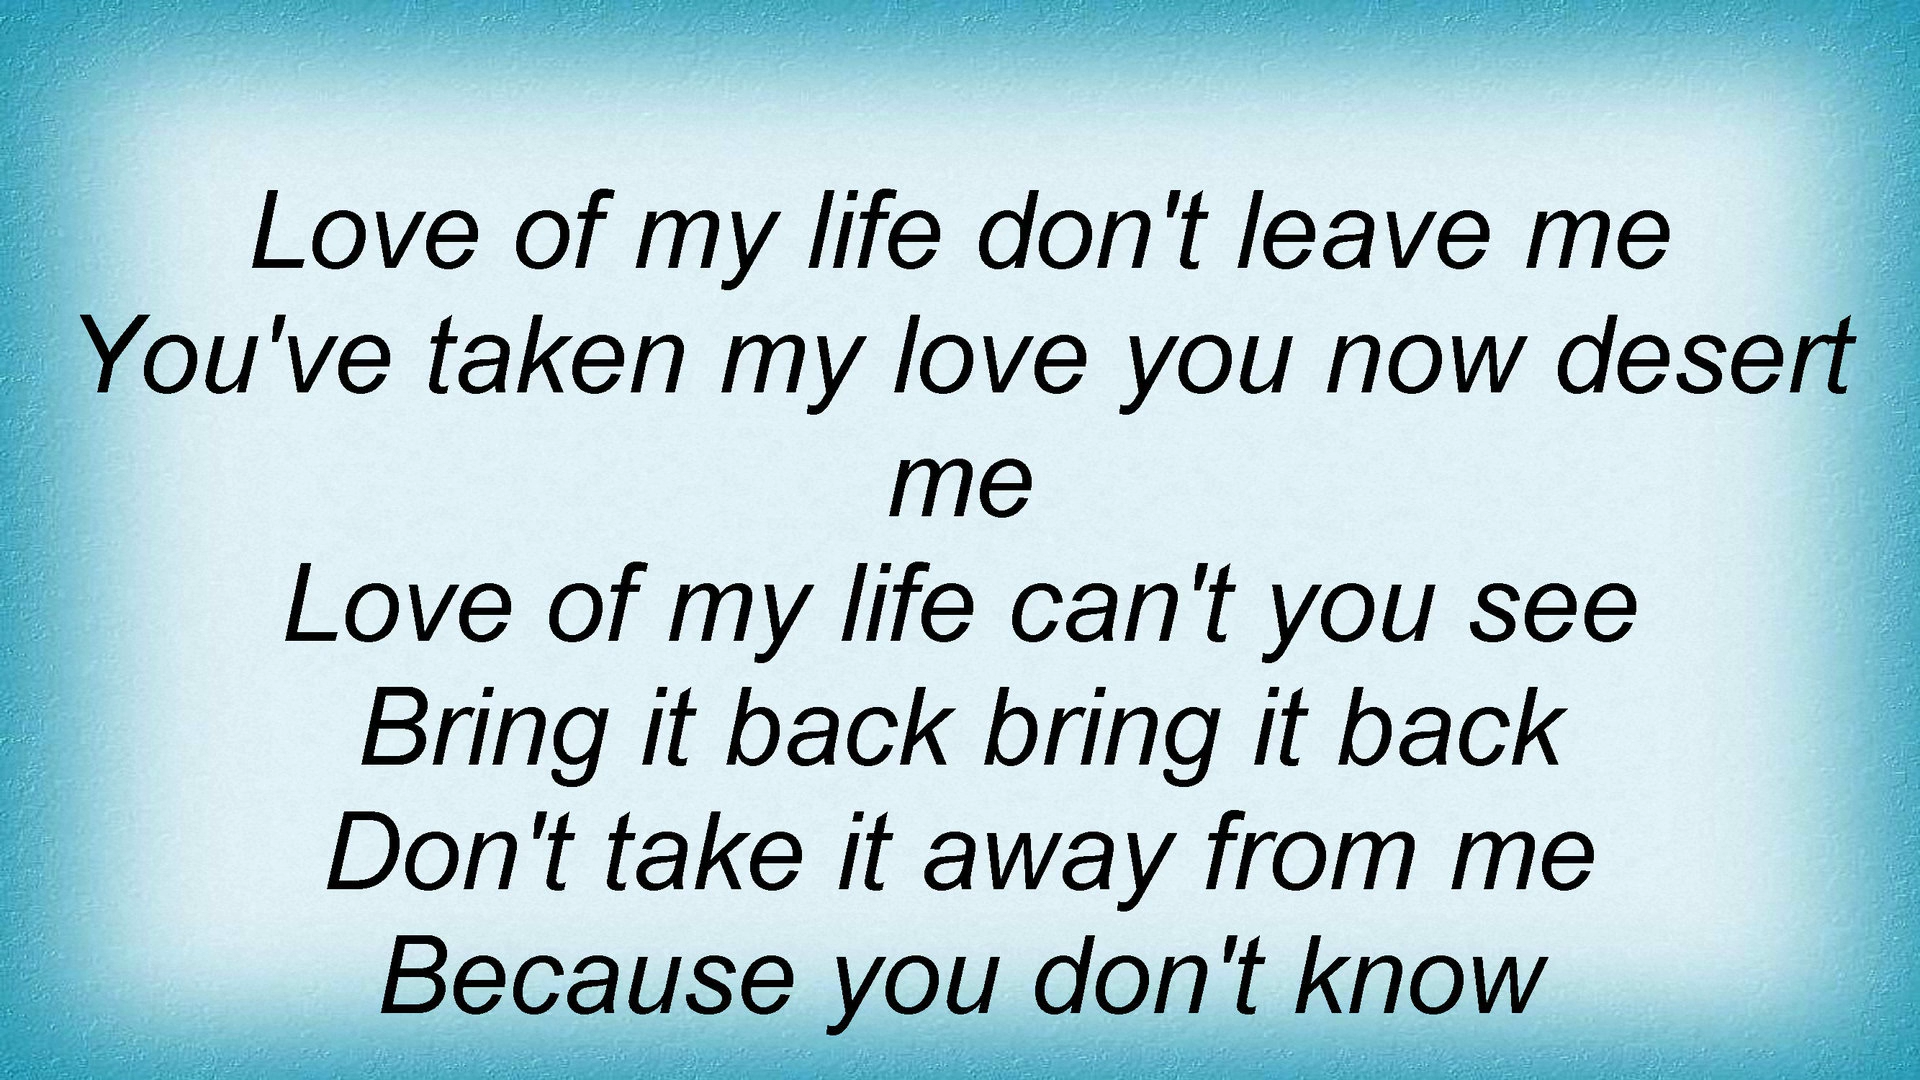 Love of my life don't leave me
You've taken my love you now desert
me
Love of my life can't you see
Bring it back bring it back
Don't take it away from me
Because you don't know